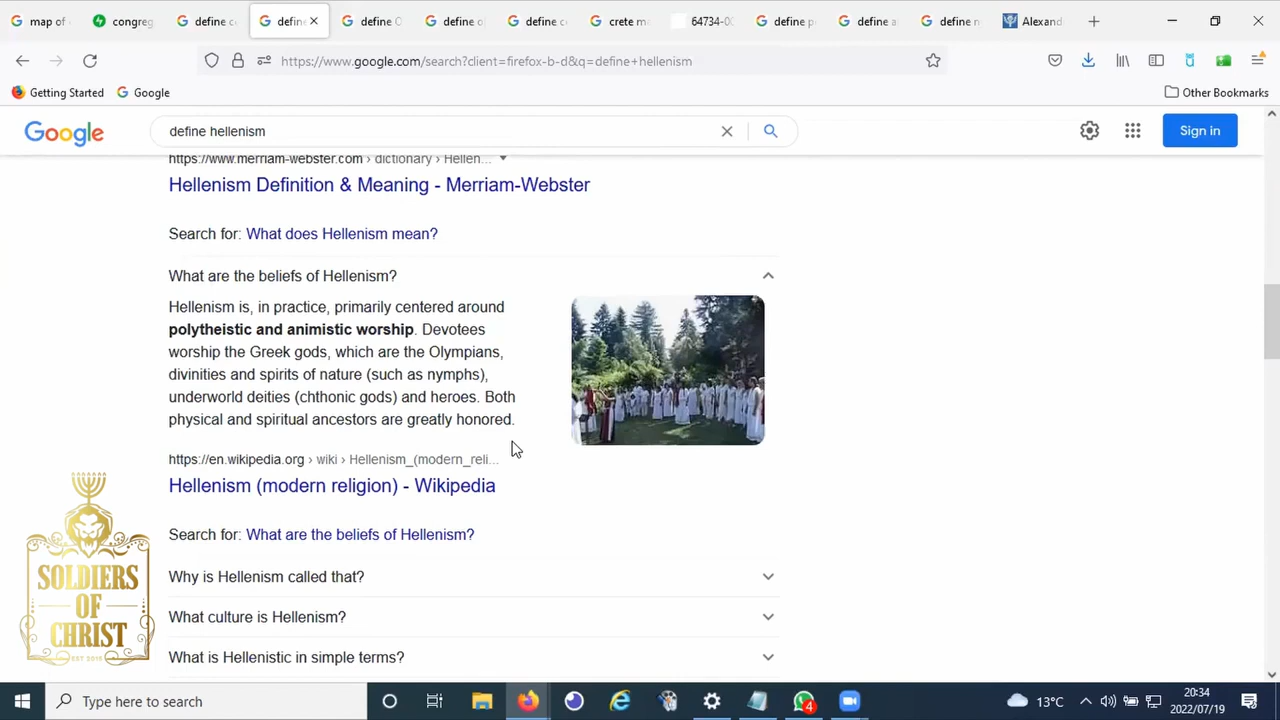 map of
congreg
define c
define
define
define of
define c
crete m
64734-0
define p
define a
define n
Alexand
https://www.google.com/search?client=firefox-b-d&q=define+hellenism
Getting Started
Google
Other Bookmarks
Google
define hellenism
Sign in
https://www.merriam-webster.com › dictionary › Hellen...
Hellenism Definition & Meaning - Merriam-Webster
Search for: What does Hellenism mean?
What are the beliefs of Hellenism?
Hellenism is, in practice, primarily centered around
polytheistic and animistic worship. Devotees
worship the Greek gods, which are the Olympians,
divinities and spirits of nature (such as nymphs),
underworld deities (chthonic gods) and heroes. Both
physical and spiritual ancestors are greatly honored.
https://en.wikipedia.org › wiki › Hellenism_(modern_reli...
Hellenism (modern religion) - Wikipedia
Search for: What are the beliefs of Hellenism?
Why is Hellenism called that?
What culture is Hellenism?
What is Hellenistic in simple terms?
SOLDIERS
OF
CHRIST
EST 2015
Type here to search
4
13°C
20:34
2022/07/19